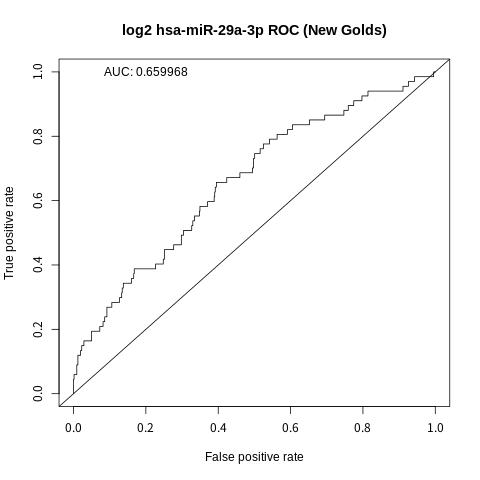 log2 hsa-miR-29a-3p ROC (New Golds)
AUC: 0.659968
True positive rate
1.0
0.8
0.6
0.4
0.2
0.0
0.0 0.2 0.4 0.6 0.8 1.0
False positive rate